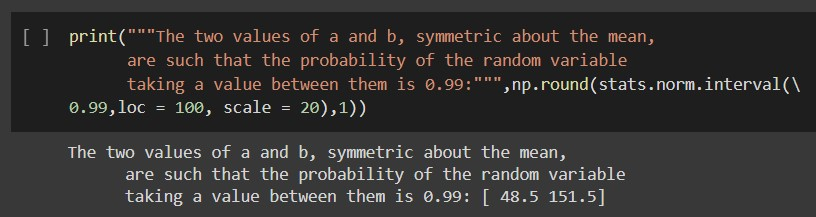 [ ] print("""The two values of a and b, symmetric about the mean,
are such that the probability of the random variable
taking a value between them is 0.99:""",np.round(stats.norm.interval(\
0.99,loc = 100, scale = 20),1))
The two values of a and b, symmetric about the mean,
are such that the probability of the random variable
taking a value between them is 0.99: [ 48.5 151.5]